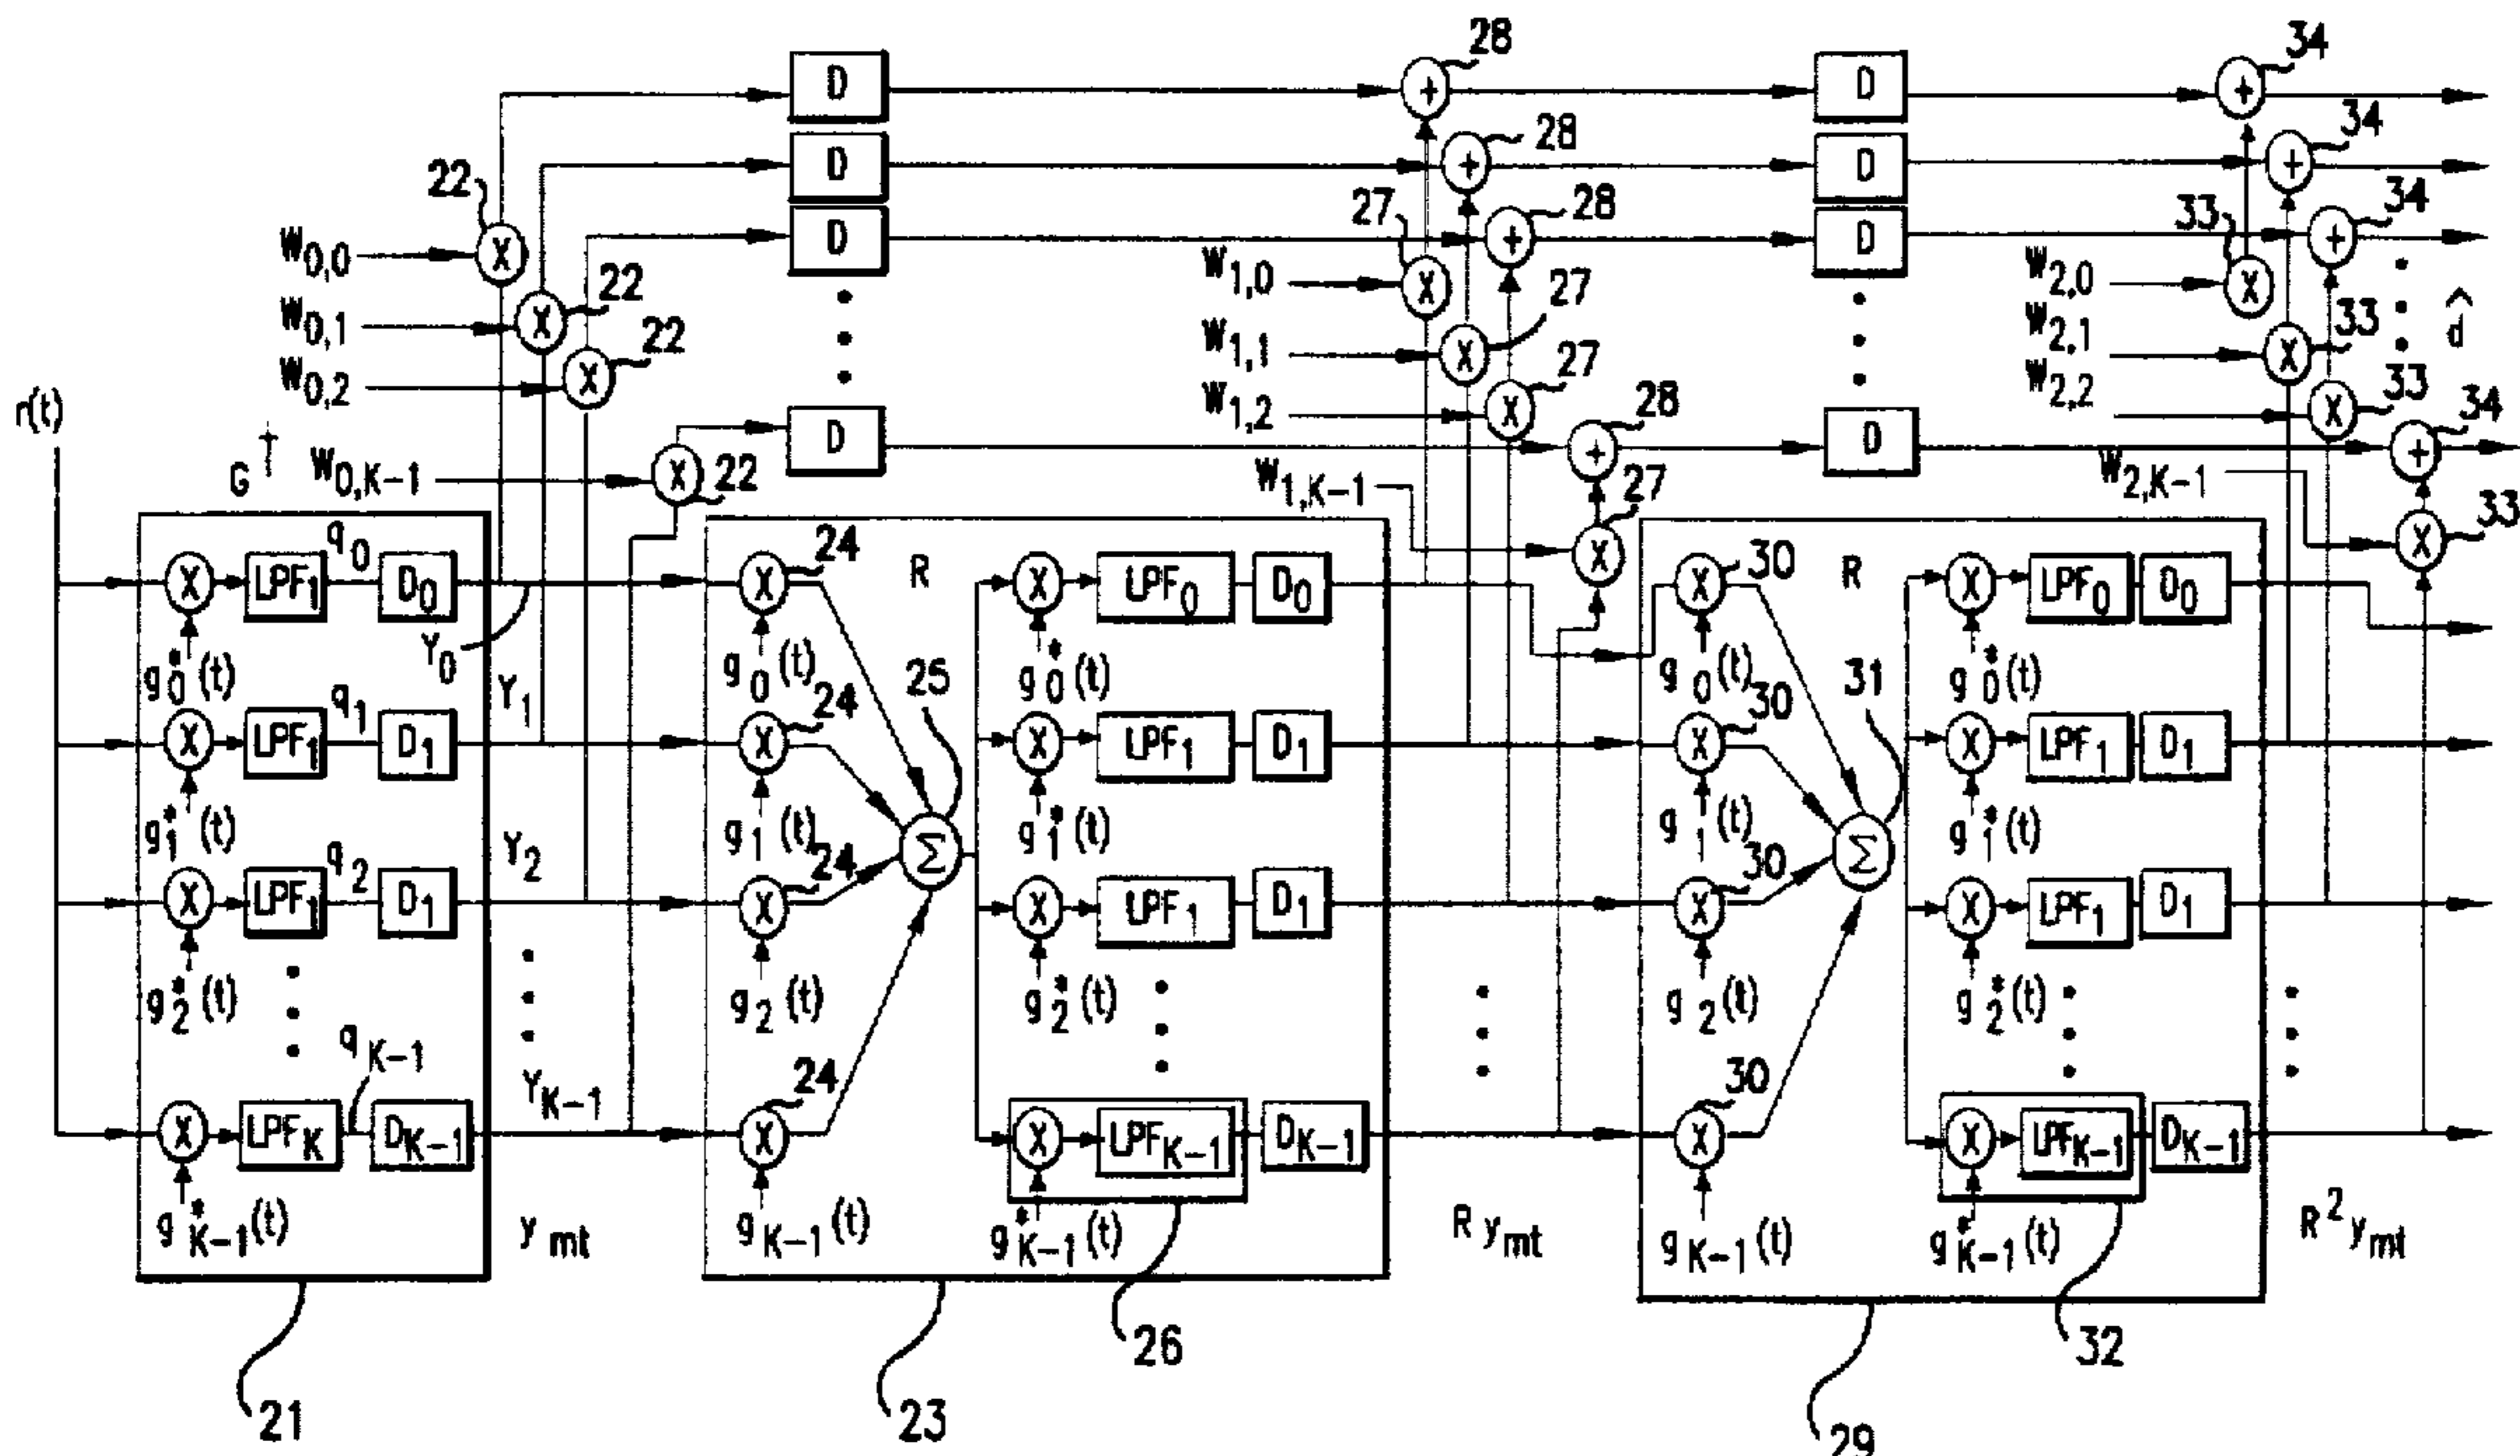 28
34
D
D
28
34
22
D
D
27
28
33
34
D
D
W0,0
X
22
W1,0
X
27
W2,0
X
W0,1
X
22
W1,1
X
27
W2,1
X
33
d̂
W0,2
X
W1,2
X
W2,2
X
33
r(t)
D
28
D
34
G†
W0,K-1
X
22
W1,K-1
27
W2,K-1
33
X
X
q0
24
R
30
R
X LPF1 D0
X
X LPF0 D0
X
X LPF0 D0
g0*(t)
Y0
g0(t)
g0*(t)
g0(t)
g0*(t)
q1
Y1
24
25
30
31
X LPF1 D1
X
X LPF1 D1
X
X LPF1 D1
g1*(t)
g1(t)
g1*(t)
g1(t)
g1*(t)
q2
Y2
24
Σ
30
Σ
X LPF1 D1
X
X LPF1 D1
X
X LPF1 D1
g2*(t)
g2(t)
g2*(t)
g2(t)
g2*(t)
qK-1
YK-1
24
30
X LPFK DK-1
X
X LPFK-1 DK-1
X
X LPFK-1 DK-1
g*K-1(t)
ymt
gK-1(t)
g*K-1(t)
R ymt
gK-1(t)
g*K-1(t)
R2ymt
26
32
21
23
29